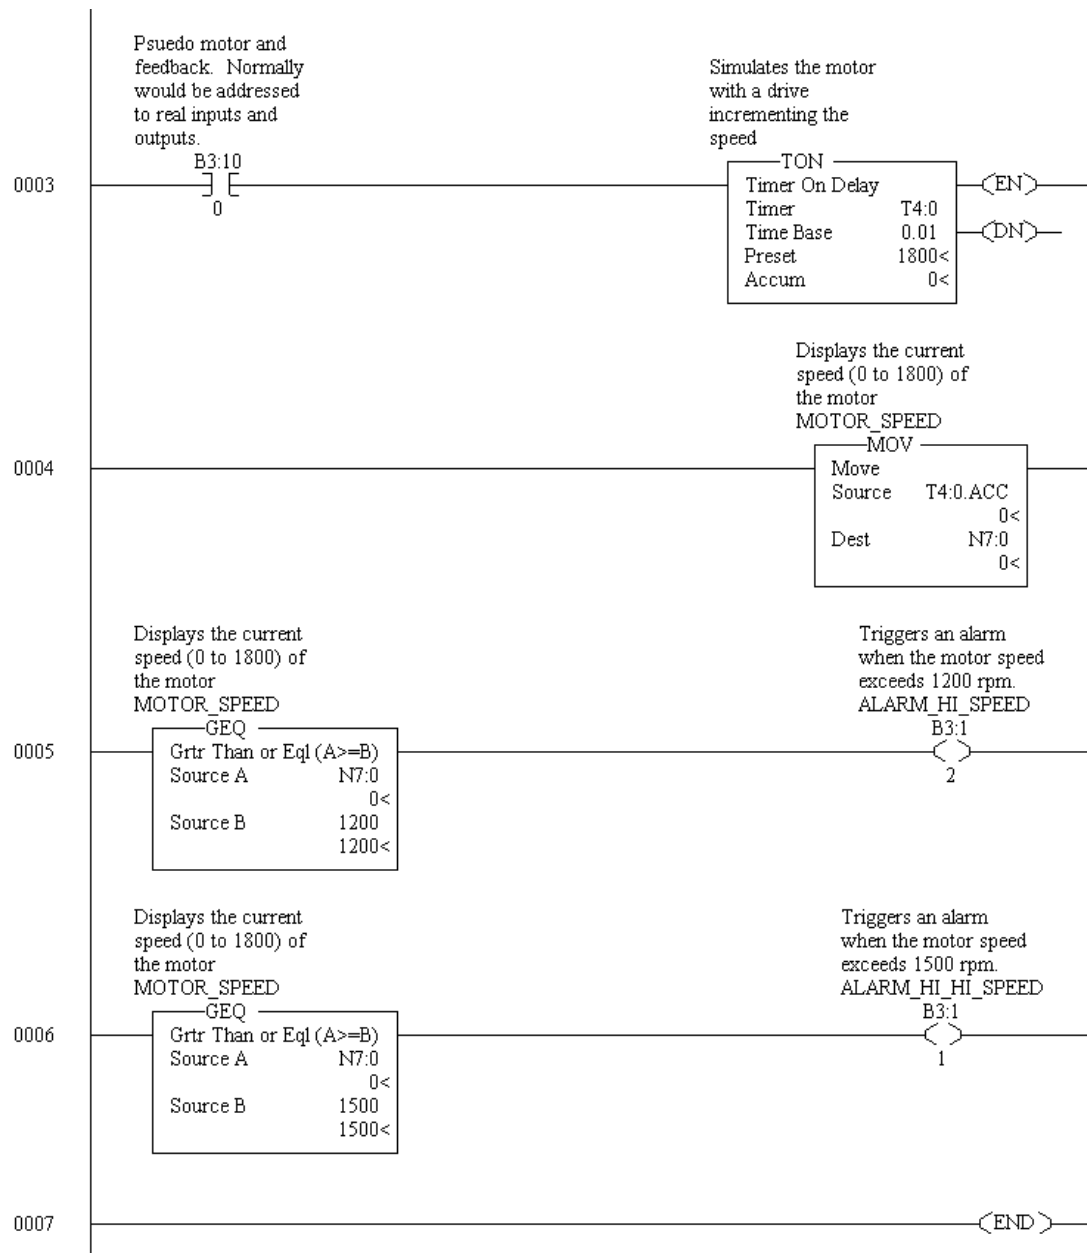 Psuedo motor and
feedback. Normally
would be addressed
to real inputs and
outputs.
B3:10
0
Simulates the motor
with a drive
incrementing the
speed
0003
TON
Timer On Delay
Timer T4:0
Time Base 0.01
Preset 1800<
Accum 0<
EN
DN
Displays the current
speed (0 to 1800) of
the motor
MOTOR_SPEED
0004
MOV
Move
Source T4:0.ACC
0<
Dest N7:0
0<
Displays the current
speed (0 to 1800) of
the motor
MOTOR_SPEED
0005
GEQ
Grtr Than or Eql (A>=B)
Source A N7:0
0<
Source B 1200
1200<
Triggers an alarm
when the motor speed
exceeds 1200 rpm.
ALARM_HI_SPEED
B3:1
2
Displays the current
speed (0 to 1800) of
the motor
MOTOR_SPEED
0006
GEQ
Grtr Than or Eql (A>=B)
Source A N7:0
0<
Source B 1500
1500<
Triggers an alarm
when the motor speed
exceeds 1500 rpm.
ALARM_HI_HI_SPEED
B3:1
1
0007
END